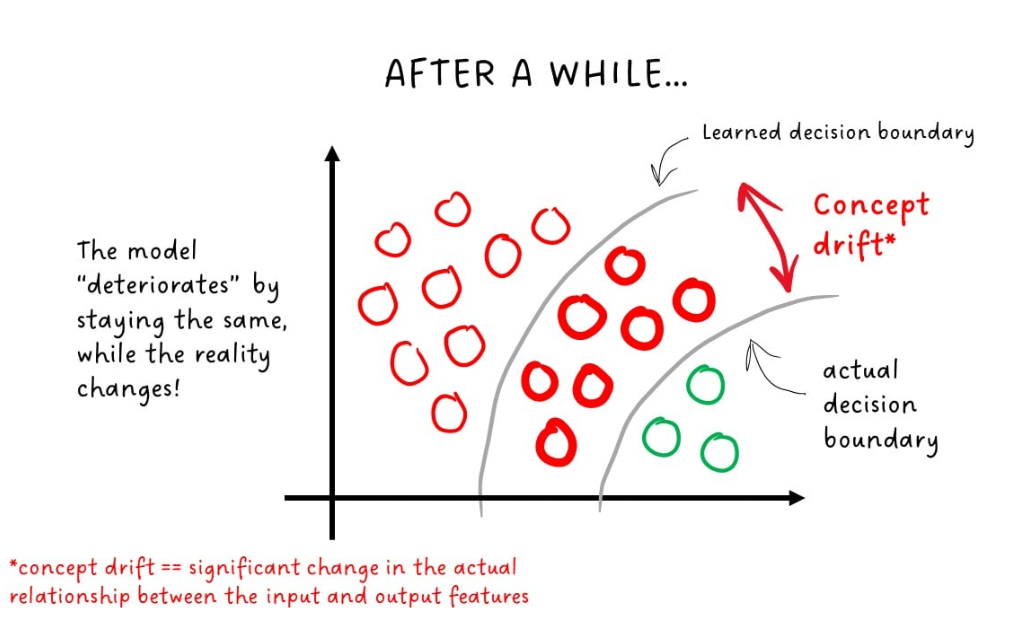 AFTER A WHILE...
Learned decision boundary
Concept
drift*
The model
"deteriorates" by
staying the same,
while the reality
changes!
actual
decision
boundary
*concept drift == significant change in the actual
relationship between the input and output features